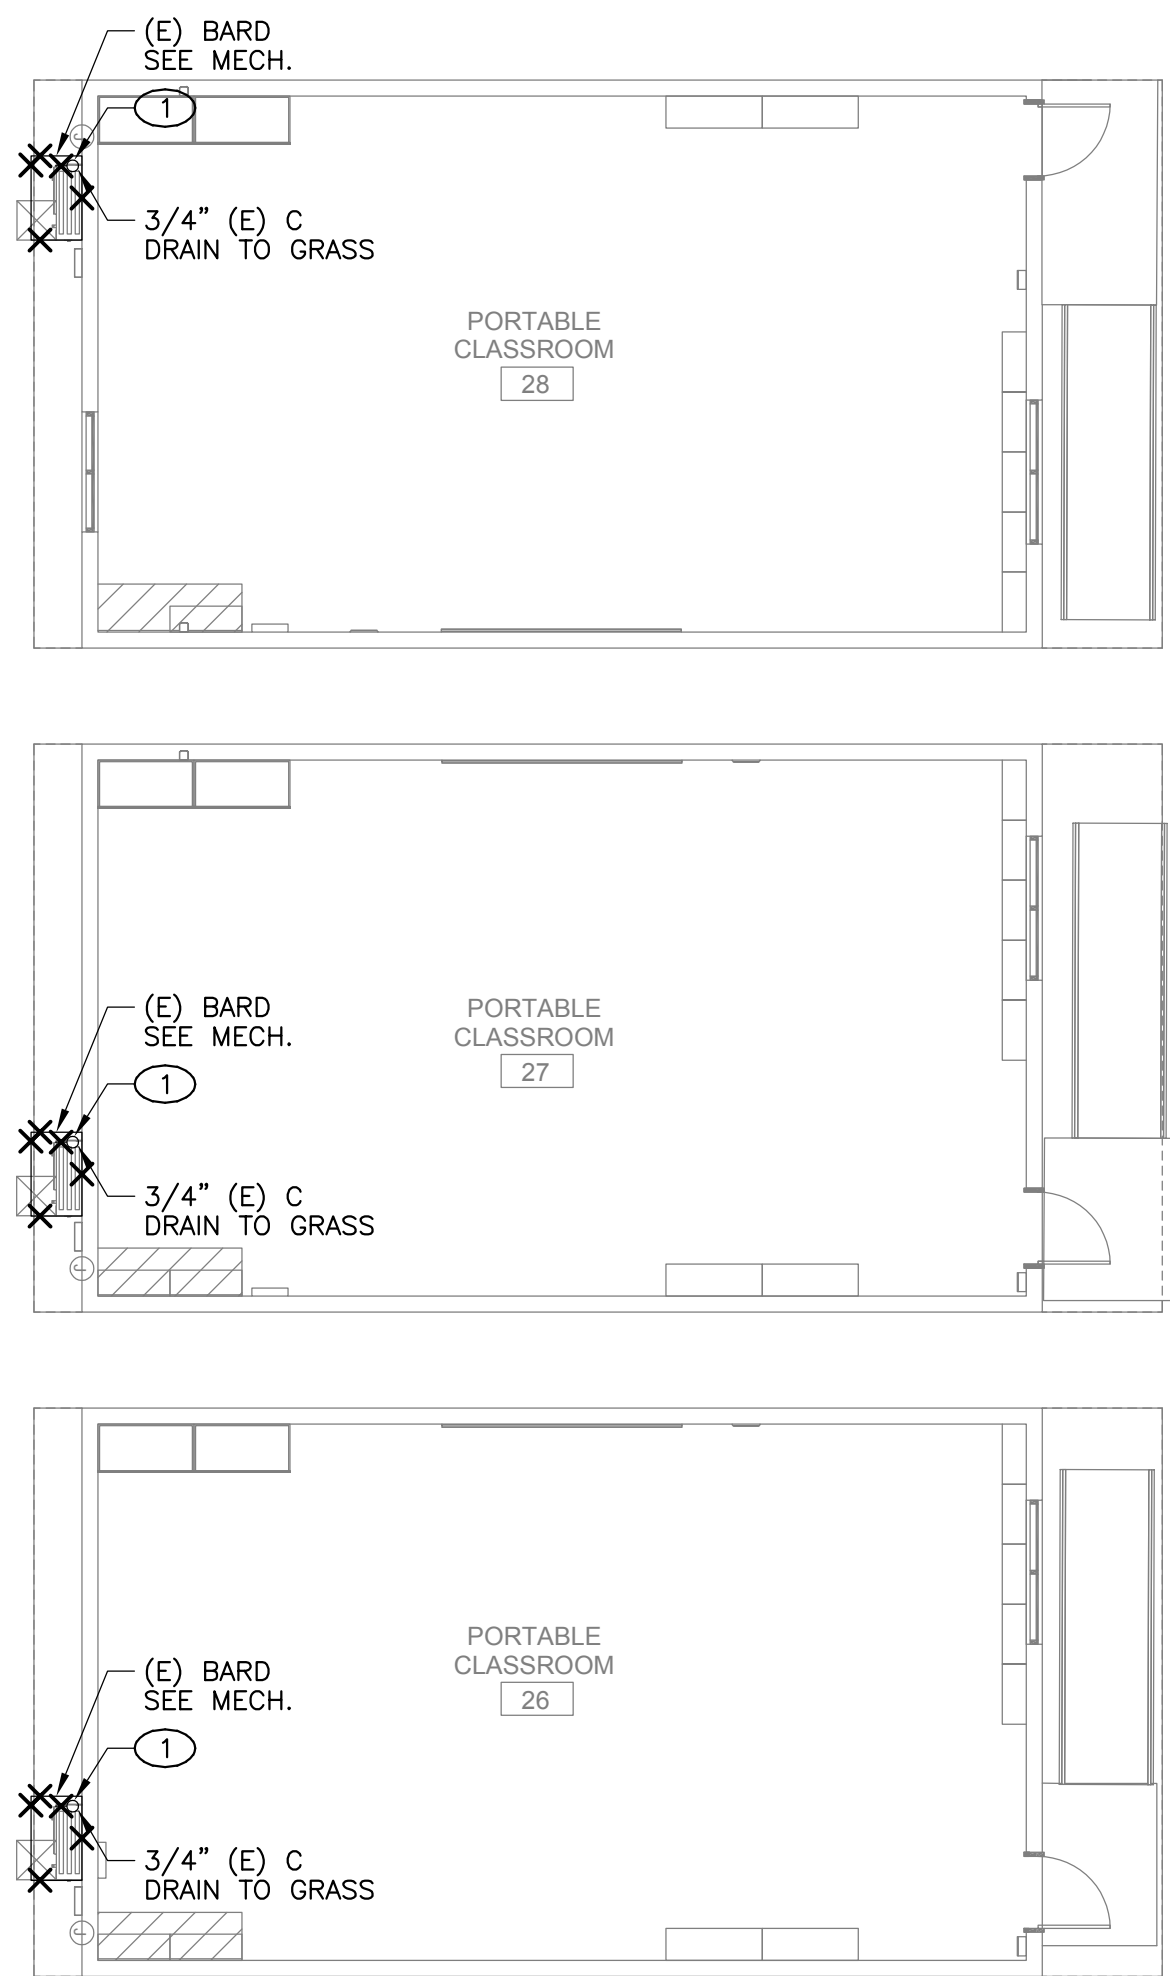 (E) BARD
SEE MECH.
1
J
3/4" (E) C
DRAIN TO GRASS
PORTABLE
CLASSROOM
28
(E) BARD
SEE MECH.
PORTABLE
CLASSROOM
27
1
3/4" (E) C
DRAIN TO GRASS
J
(E) BARD
SEE MECH.
PORTABLE
CLASSROOM
26
1
3/4" (E) C
DRAIN TO GRASS
J